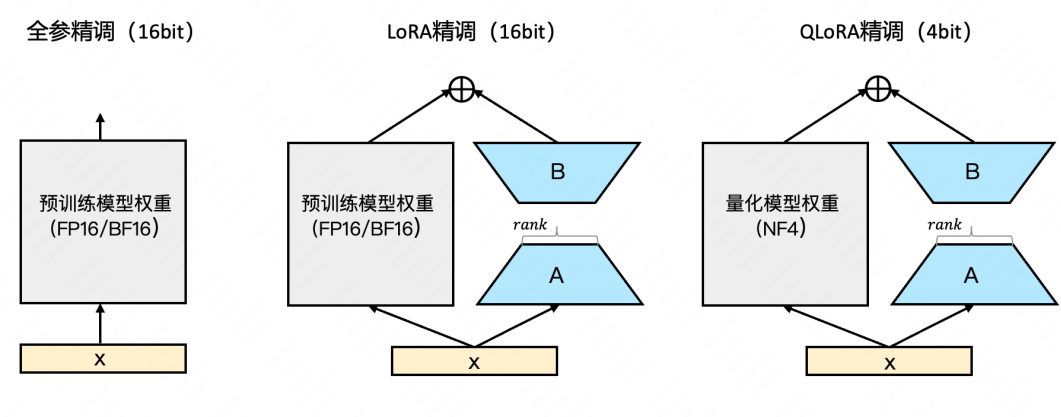 全参精调（16bit）
预训练模型权重
（FP16/BF16）
x
LoRA精调（16bit）
预训练模型权重
（FP16/BF16）
B
rank
A
x
QLoRA精调（4bit）
量化模型权重
（NF4）
B
rank
A
x